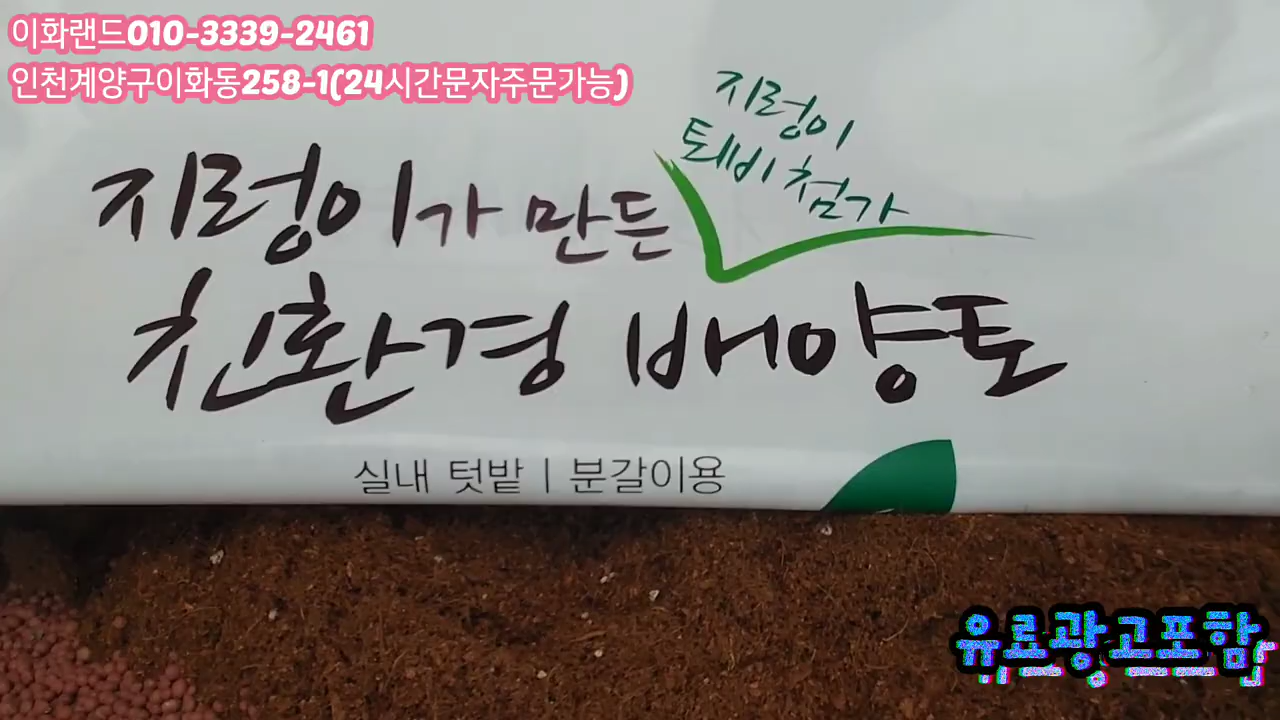 이화랜드010-3339-2461
인천계양구이화동258-1(24시간문자주문가능)
지렁이
퇴비 첨가
지렁이가 만든
친환경 배양토
실내 텃밭 | 분갈이용
유료광고포함